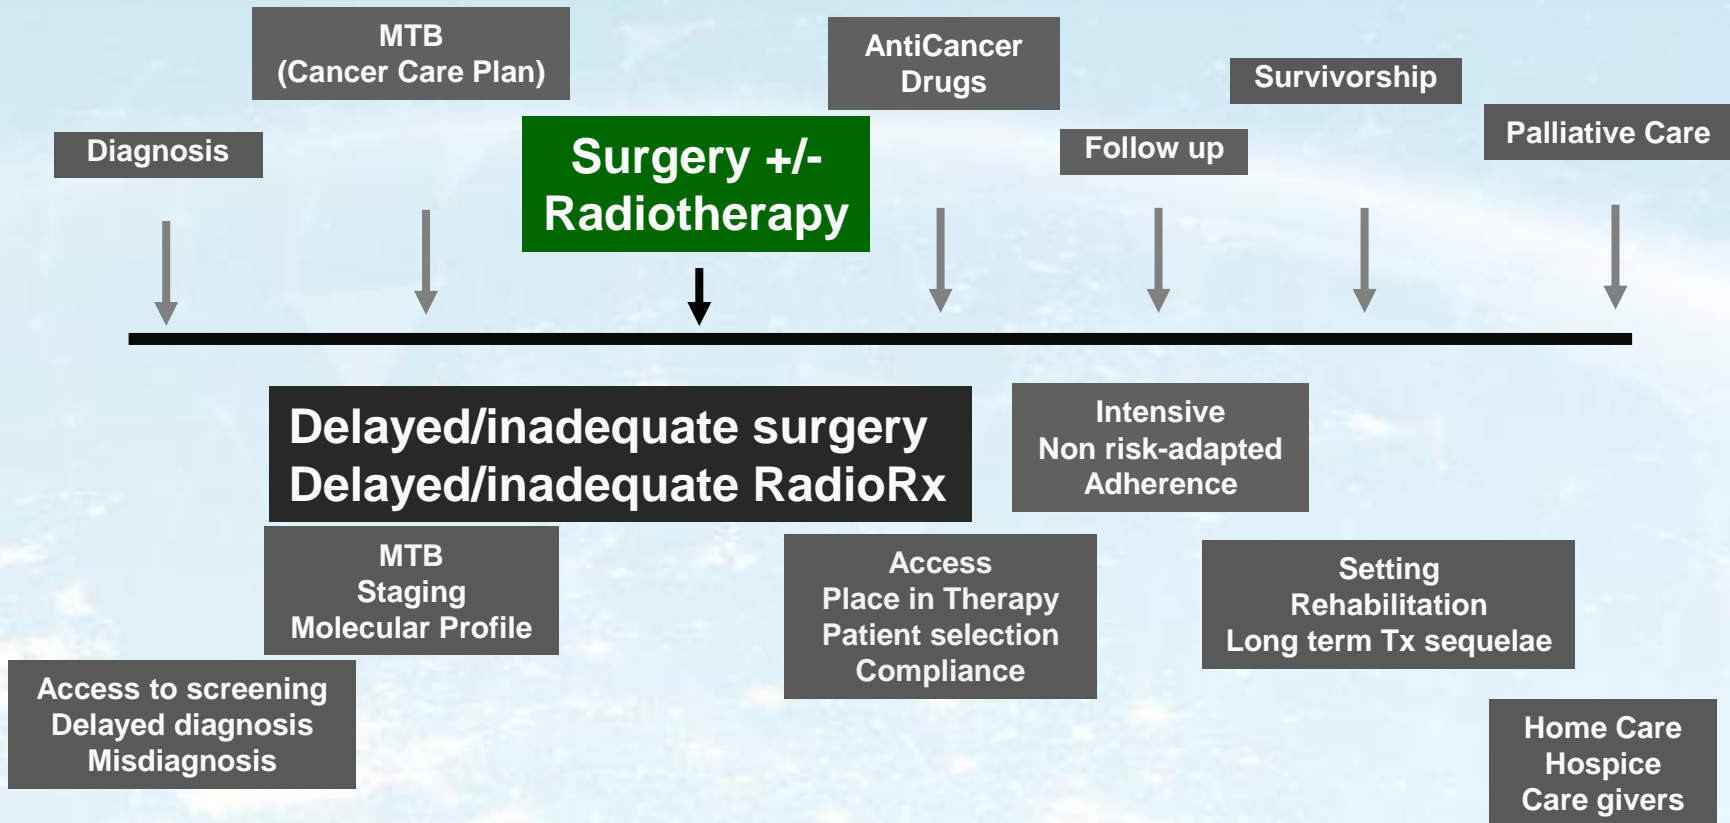 MTB
(Cancer Care Plan)
AntiCancer
Drugs
Survivorship
Palliative Care
Diagnosis
Surgery +/-
Radiotherapy
Follow up
Delayed/inadequate surgery
Delayed/inadequate RadioRx
Intensive
Non risk-adapted
Adherence
MTB
Staging
Molecular Profile
Access
Place in Therapy
Patient selection
Compliance
Setting
Rehabilitation
Long term Tx sequelae
Access to screening
Delayed diagnosis
Misdiagnosis
Home Care
Hospice
Care givers